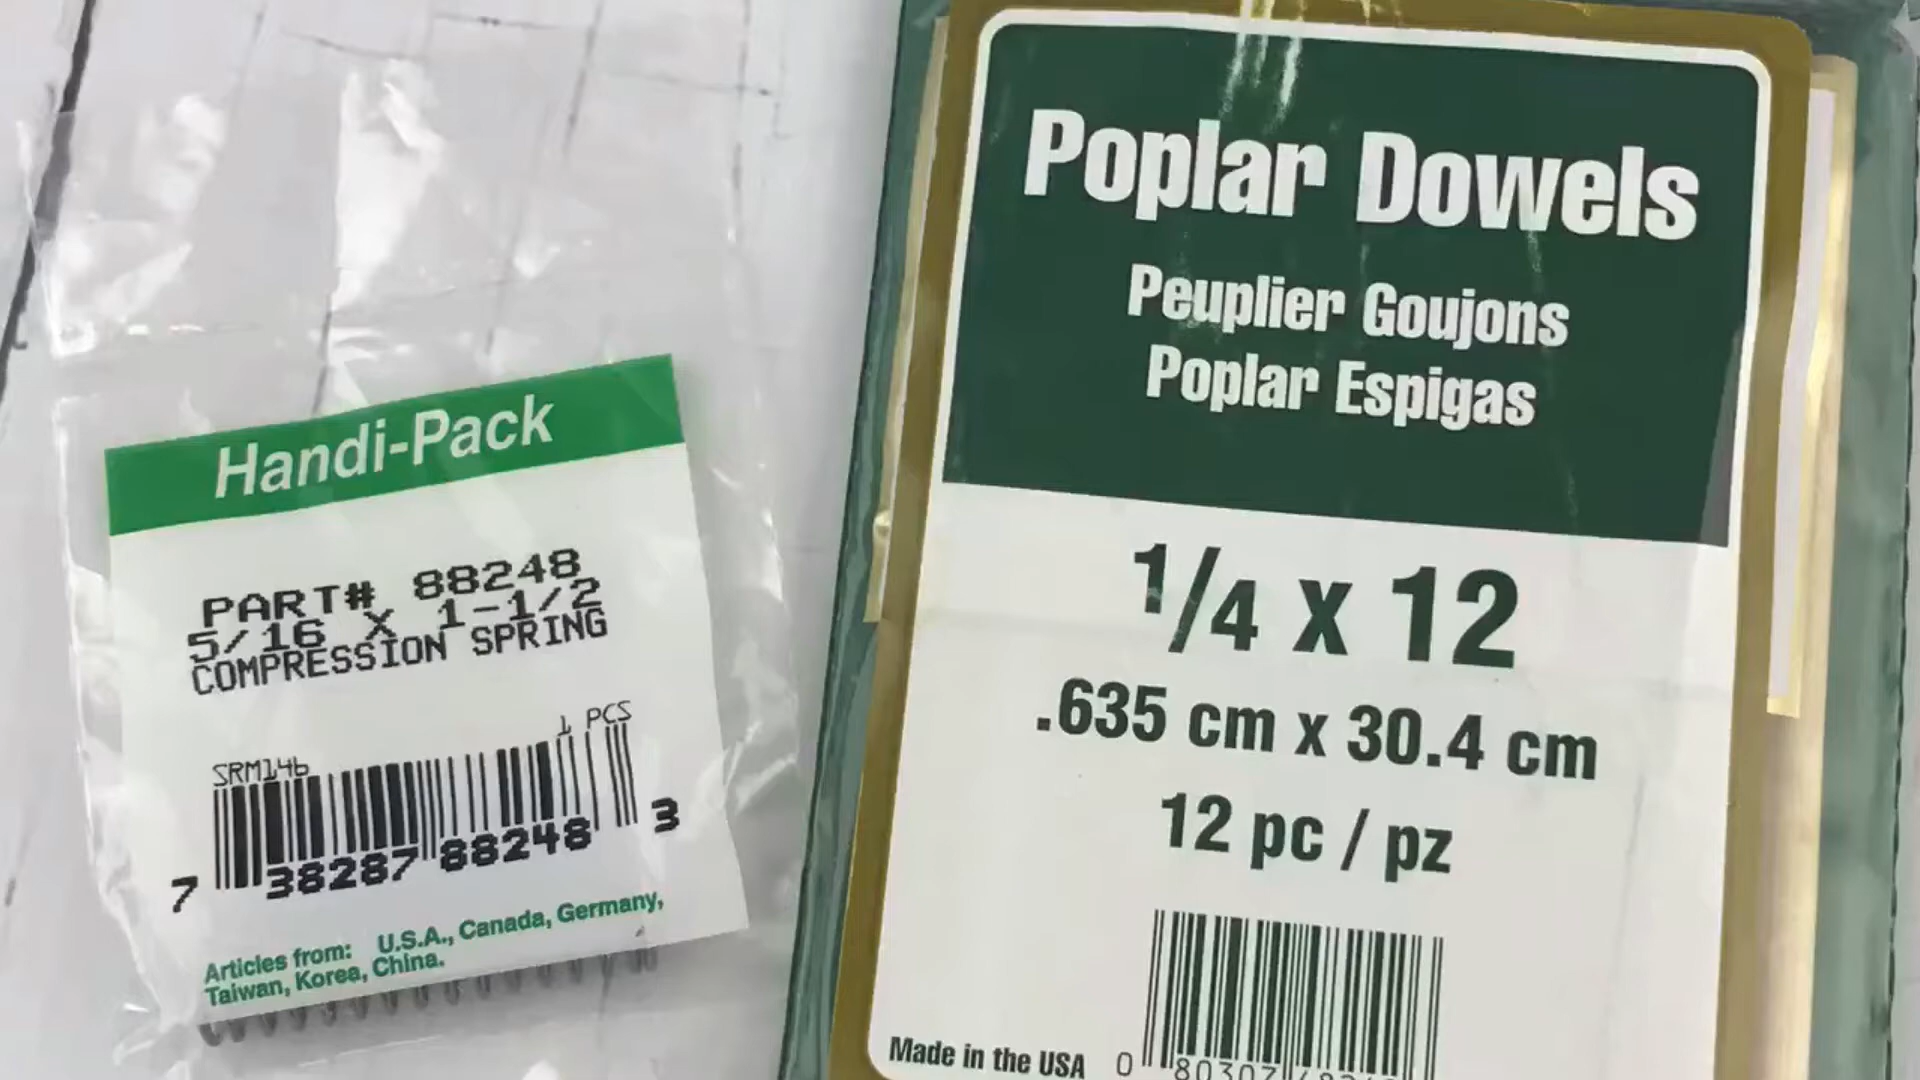 Handi-Pack
PART# 88248
5/16 X 1-1/2
COMPRESSION SPRING
1 PCS
SRM146
7 38287 88248 3
Articles from: U.S.A., Canada, Germany,
Taiwan, Korea, China.
Poplar Dowels
Peuplier Goujons
Poplar Espigas
1/4 x 12
.635 cm x 30.4 cm
12 pc / pz
Made in the USA
0 80307